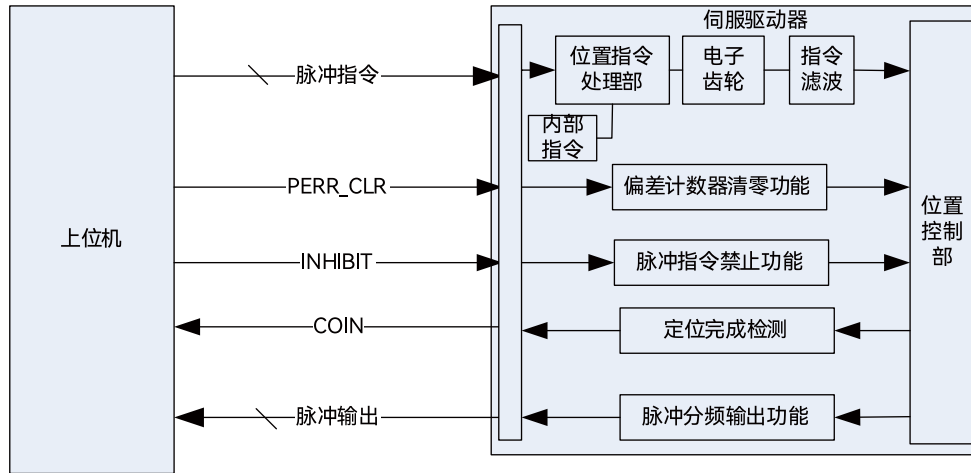 伺服驱动器
脉冲指令
位置指令
处理部
电子
齿轮
指令
滤波
内部
指令
PERR_CLR
偏差计数器清零功能
上位机
位置
控制
部
INHIBIT
脉冲指令禁止功能
COIN
定位完成检测
脉冲输出
脉冲分频输出功能